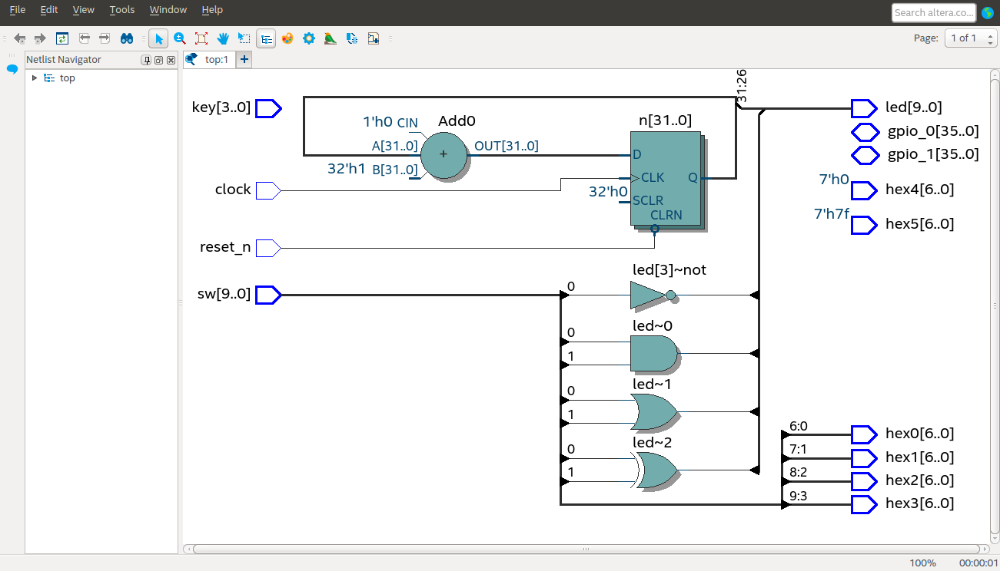 File Edit View Tools Window Help
Search altera.co...
Page: 1 of 1
Netlist Navigator
top:1
top
31:26
key[3..0]
led[9..0]
1'h0 CIN
Add0
n[31..0]
gpio_0[35..0]
A[31..0]
+
OUT[31..0]
D
gpio_1[35..0]
32'h1 B[31..0]
CLK
Q
7'h0
clock
32'h0
hex4[6..0]
SCLR
CLRN
7'h7f
hex5[6..0]
reset_n
led[3]~not
sw[9..0]
0
led~0
0
1
led~1
0
1
led~2
0
1
6:0
hex0[6..0]
7:1
hex1[6..0]
8:2
hex2[6..0]
9:3
hex3[6..0]
100% 00:00:01